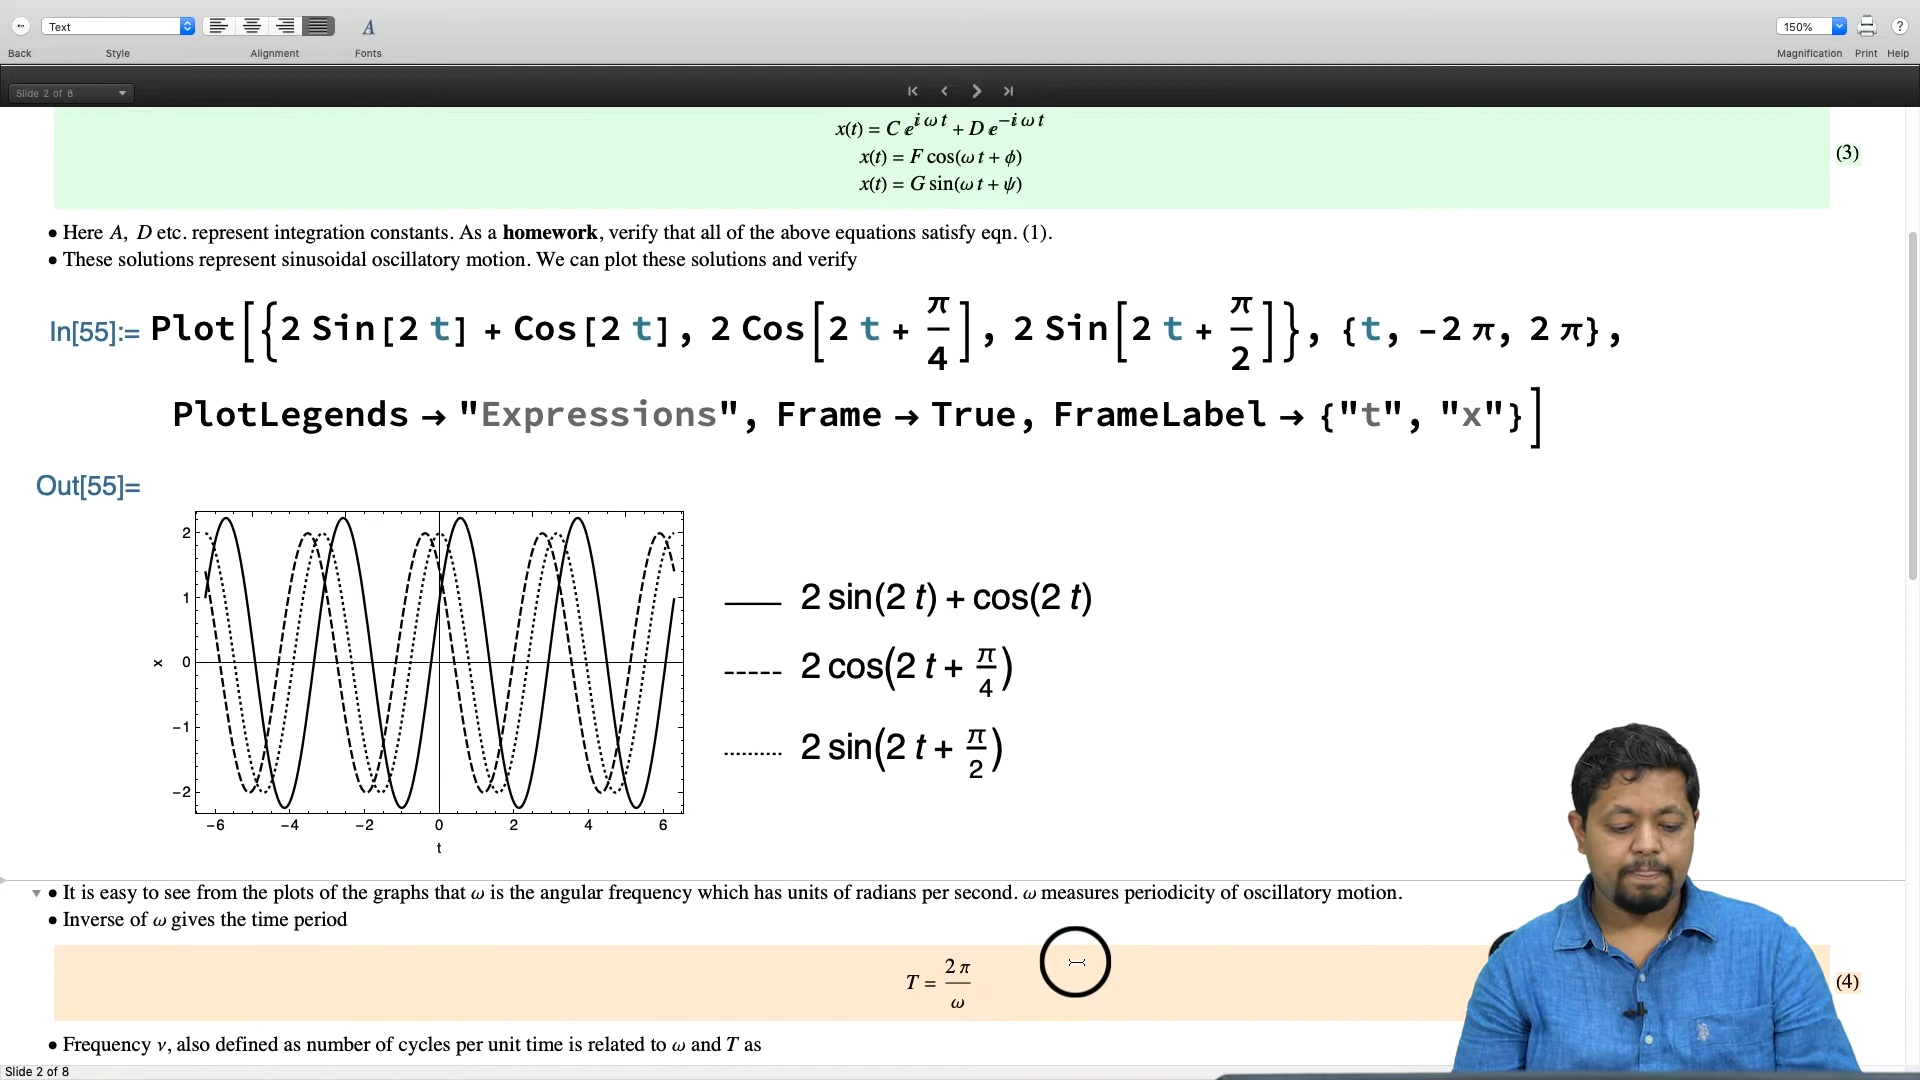 Text
150%
Back Style Alignment Fonts Magnification Print Help
Slide 2 of 8
x(t) = C e^{i ω t} + D e^{-i ω t}
x(t) = F cos(ω t + ϕ)
x(t) = G sin(ω t + ψ)
(3)
• Here A, D etc. represent integration constants. As a homework, verify that all of the above equations satisfy eqn. (1).
• These solutions represent sinusoidal oscillatory motion. We can plot these solutions and verify
In[55]:= Plot[{2 Sin[2 t] + Cos[2 t], 2 Cos[2 t + π/4], 2 Sin[2 t + π/2]}, {t, -2 π, 2 π},
PlotLegends → "Expressions", Frame → True, FrameLabel → {"t", "x"}]
Out[55]=
2
1
x 0
-1
-2
-6 -4 -2 0 2 4 6
t
2 sin(2 t) + cos(2 t)
2 cos(2 t + π/4)
2 sin(2 t + π/2)
• It is easy to see from the plots of the graphs that ω is the angular frequency which has units of radians per second. ω measures periodicity of oscillatory motion.
• Inverse of ω gives the time period
T = 2 π/ω
(4)
• Frequency ν, also defined as number of cycles per unit time is related to ω and T as
Slide 2 of 8